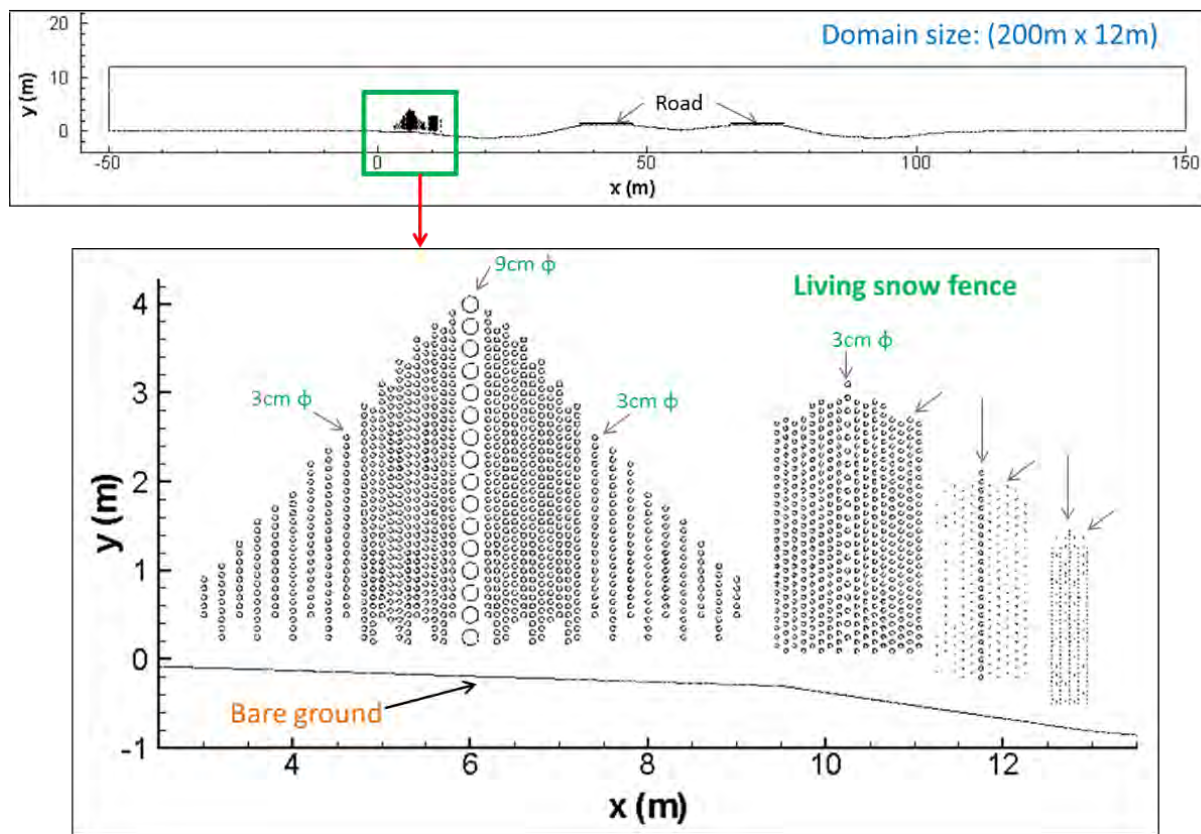 20
Domain size: (200m x 12m)
y (m)
10
Road
0
-50
0
50
100
150
x (m)
9cm ϕ
Living snow fence
4
3cm ϕ
3
3cm ϕ
3cm ϕ
2
y (m)
1
0
Bare ground
-1
4
6
8
10
12
x (m)